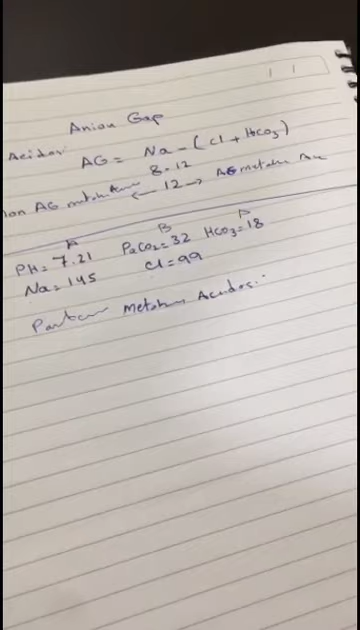 Anion Gap
Acidosis
AG = Na - (Cl + HCO3)
8-12
Non AG metabolic ← 12 → AG metabolic Acc
A B A
PH = 7.21 PaCO2 = 32 HCO3 = 18
Na = 145 Cl = 99
Metabolic Acidosis